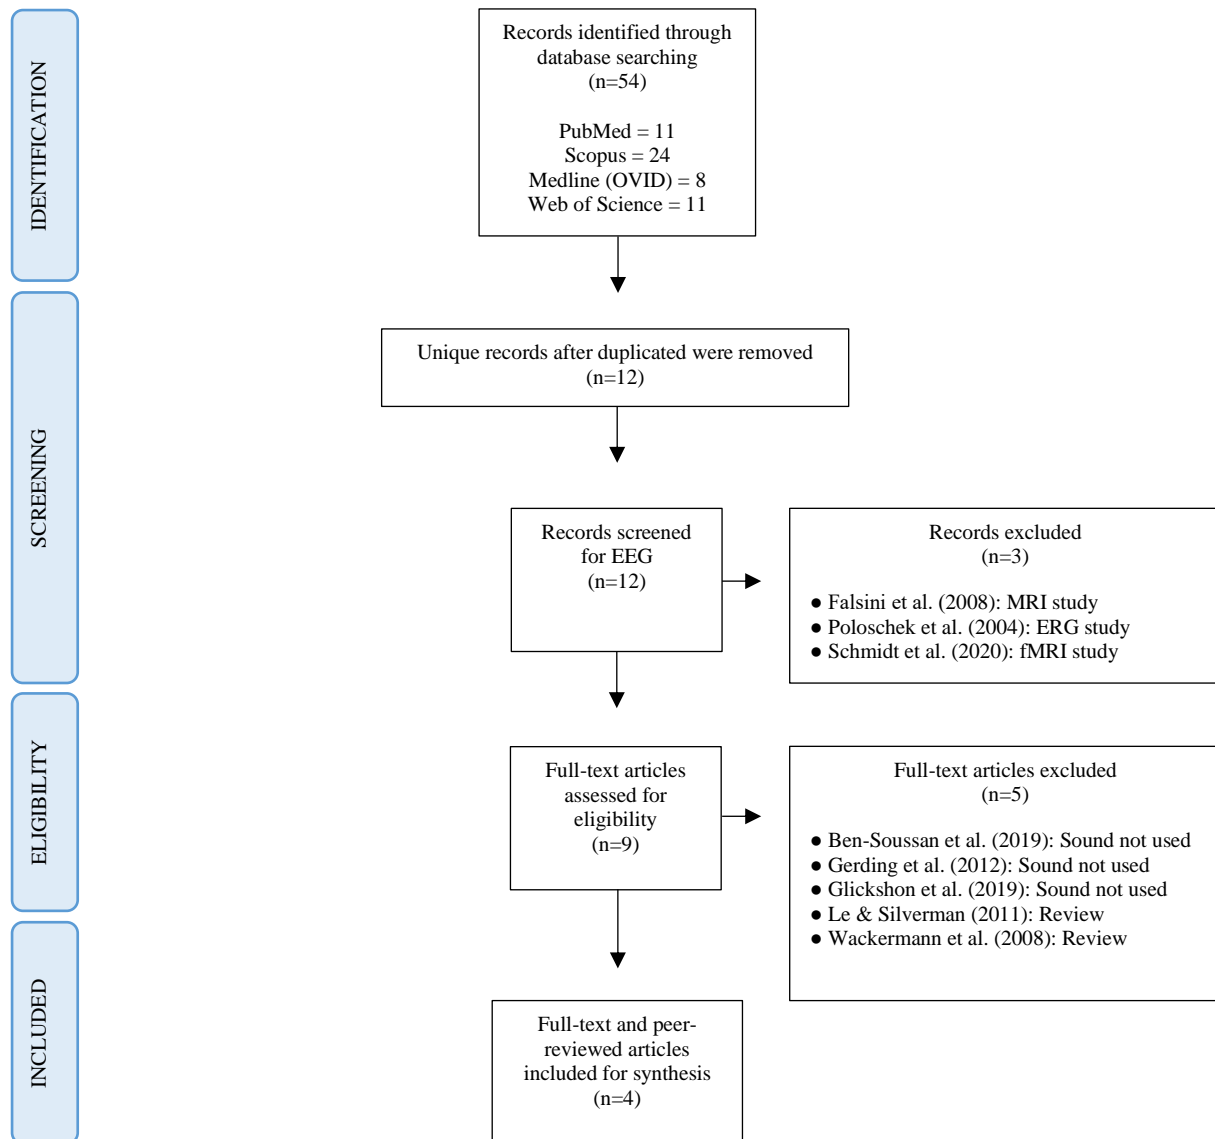 IDENTIFICATION
Records identified through
database searching
(n=54)
PubMed = 11
Scopus = 24
Medline (OVID) = 8
Web of Science = 11
SCREENING
Unique records after duplicated were removed
(n=12)
Records screened
for EEG
(n=12)
Records excluded
(n=3)
● Falsini et al. (2008): MRI study
● Poloschek et al. (2004): ERG study
● Schmidt et al. (2020): fMRI study
ELIGIBILITY
Full-text articles
assessed for
eligibility
(n=9)
Full-text articles excluded
(n=5)
● Ben-Soussan et al. (2019): Sound not used
● Gerding et al. (2012): Sound not used
● Glickshon et al. (2019): Sound not used
● Le & Silverman (2011): Review
● Wackermann et al. (2008): Review
INCLUDED
Full-text and peer-
reviewed articles
included for synthesis
(n=4)